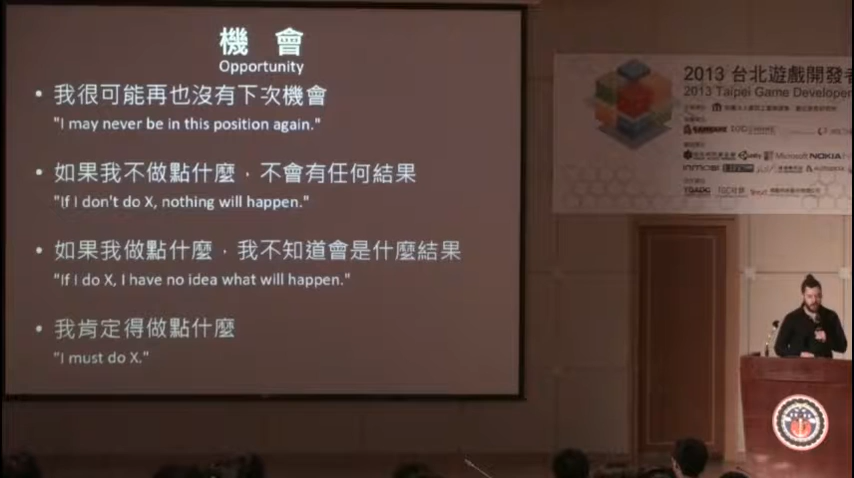 機 會
Opportunity
• 我很可能再也沒有下次機會
"I may never be in this position again."
• 如果我不做點什麼，不會有任何結果
"If I don't do X, nothing will happen."
• 如果我做點什麼，我不知道會是什麼結果
"If I do X, I have no idea what will happen."
• 我肯定得做點什麼
"I must do X."
2013 台北遊戲開發者
2013 Taipei Game Developer
Microsoft NOKIA